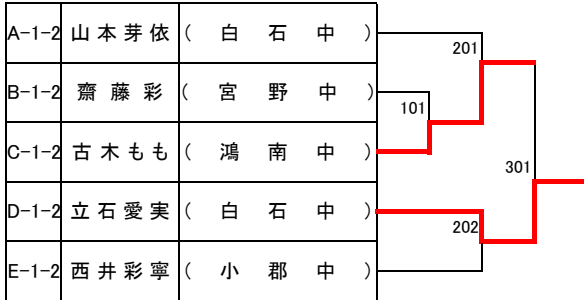 A-1-2 山本芽依 ( 白石中 )
201
B-1-2 齋藤彩 ( 宮野中 )
101
C-1-2 古木もも ( 鴻南中 )
301
D-1-2 立石愛実 ( 白石中 )
202
E-1-2 西井彩寧 ( 小郡中 )